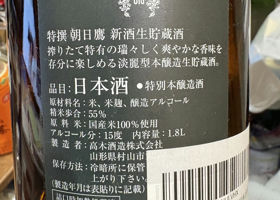 特撰 朝日鷹 新酒生貯蔵酒
搾りたて特有の瑞々しく爽やかな香味を
存分に楽しめる淡麗型本醸造生貯蔵酒
品目:日本酒 ●特別本醸造酒
原材料名:米、米麹、醸造アルコール
精米歩合:55%
原料米:国産米100%使用
アルコール分:15度 内容量:1.8L
製造者:高木酒造株式会社
山形県村山市
保存方法:冷暗所に保管
上がり下さい。
(製造年月は表貼りに記載)